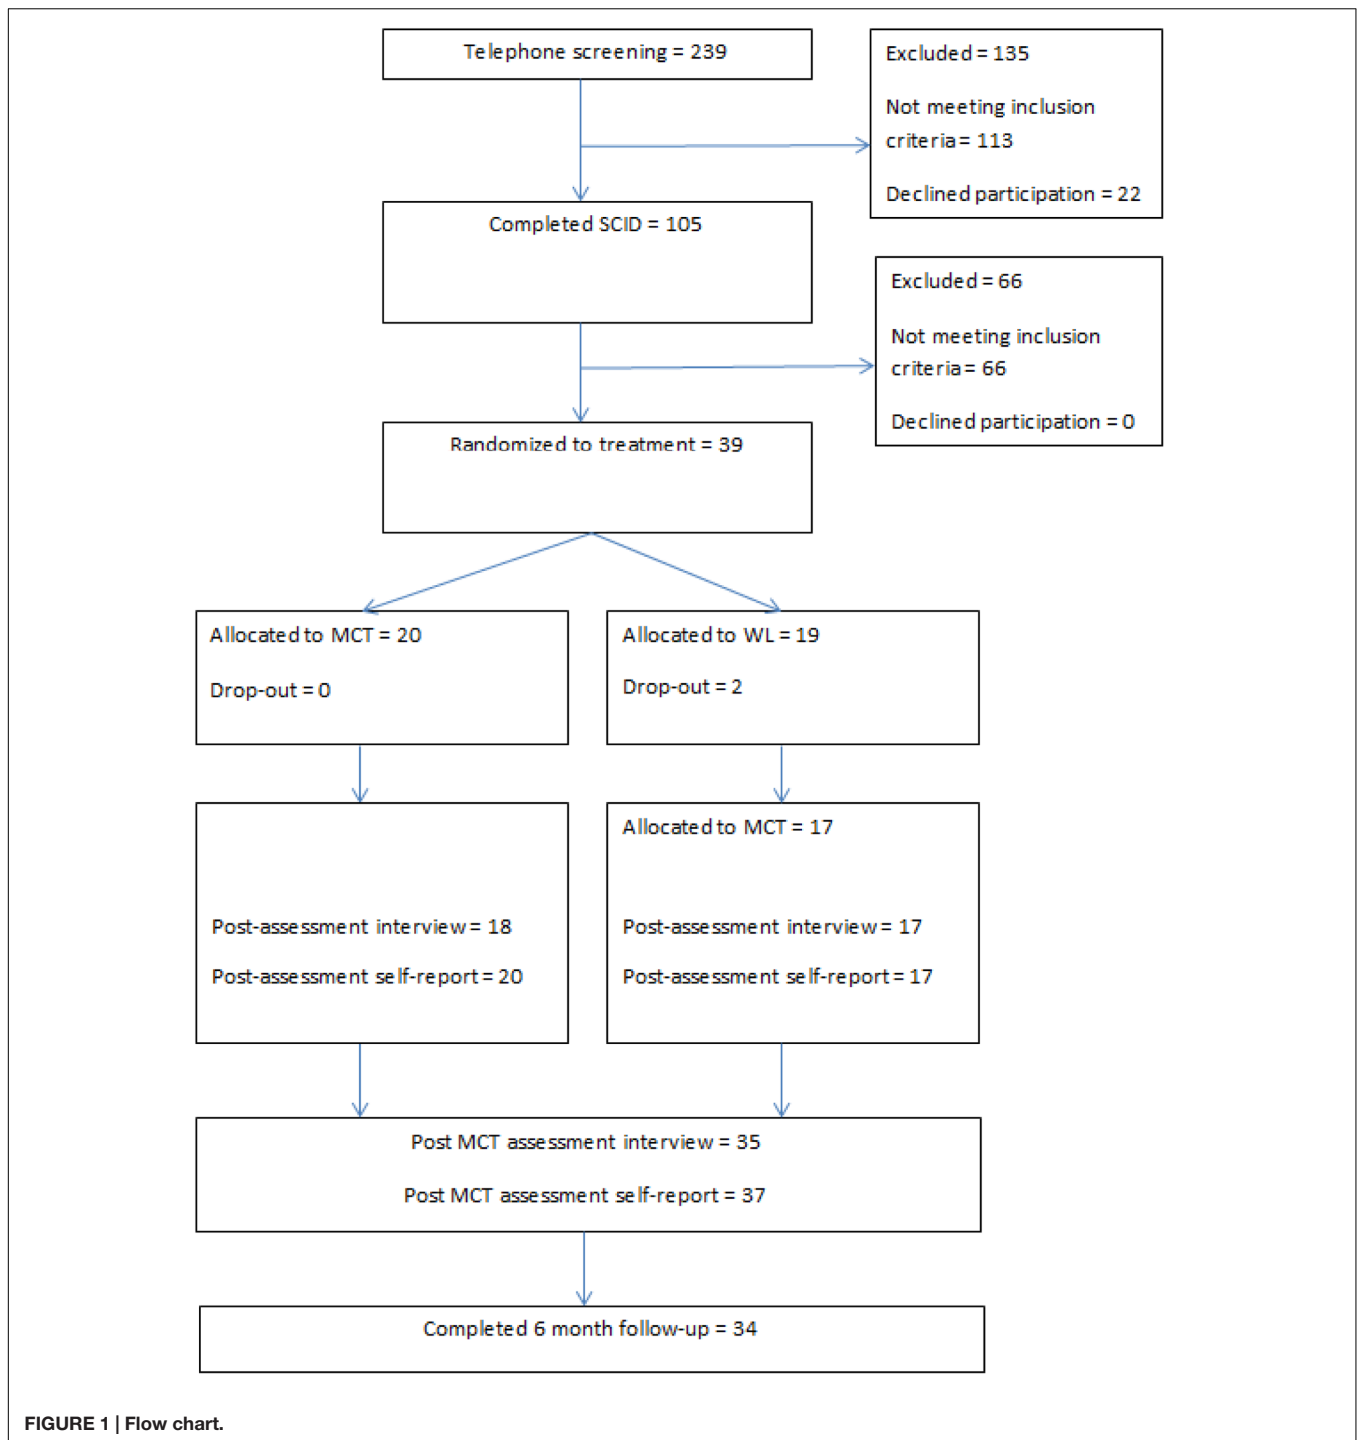 Telephone screening = 239
Excluded = 135
Not meeting inclusion
criteria = 113
Declined participation = 22
Completed SCID = 105
Excluded = 66
Not meeting inclusion
criteria = 66
Declined participation = 0
Randomized to treatment = 39
Allocated to MCT = 20
Drop-out = 0
Allocated to WL = 19
Drop-out = 2
Post-assessment interview = 18
Post-assessment self-report = 20
Allocated to MCT = 17
Post-assessment interview = 17
Post-assessment self-report = 17
Post MCT assessment interview = 35
Post MCT assessment self-report = 37
Completed 6 month follow-up = 34
FIGURE 1 | Flow chart.